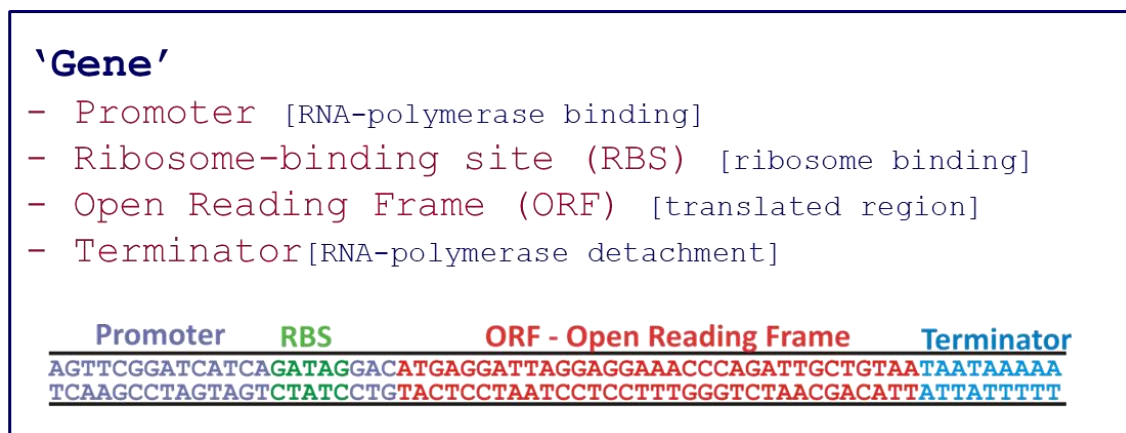 ‘Gene’
- Promoter [RNA-polymerase binding]
- Ribosome-binding site (RBS) [ribosome binding]
- Open Reading Frame (ORF) [translated region]
- Terminator[RNA-polymerase detachment]
Promoter RBS ORF - Open Reading Frame Terminator
AGTTCGGATCATCAGATAGGACATGAGGATTAGGAGGAAACCCAGATTGCTGTAATAATAAAAA
TCAAGCCTAGTAGTCTATCCTGTACTCCTAATCCTCCTTTGGGTCTAACGACATTATTATTTTT